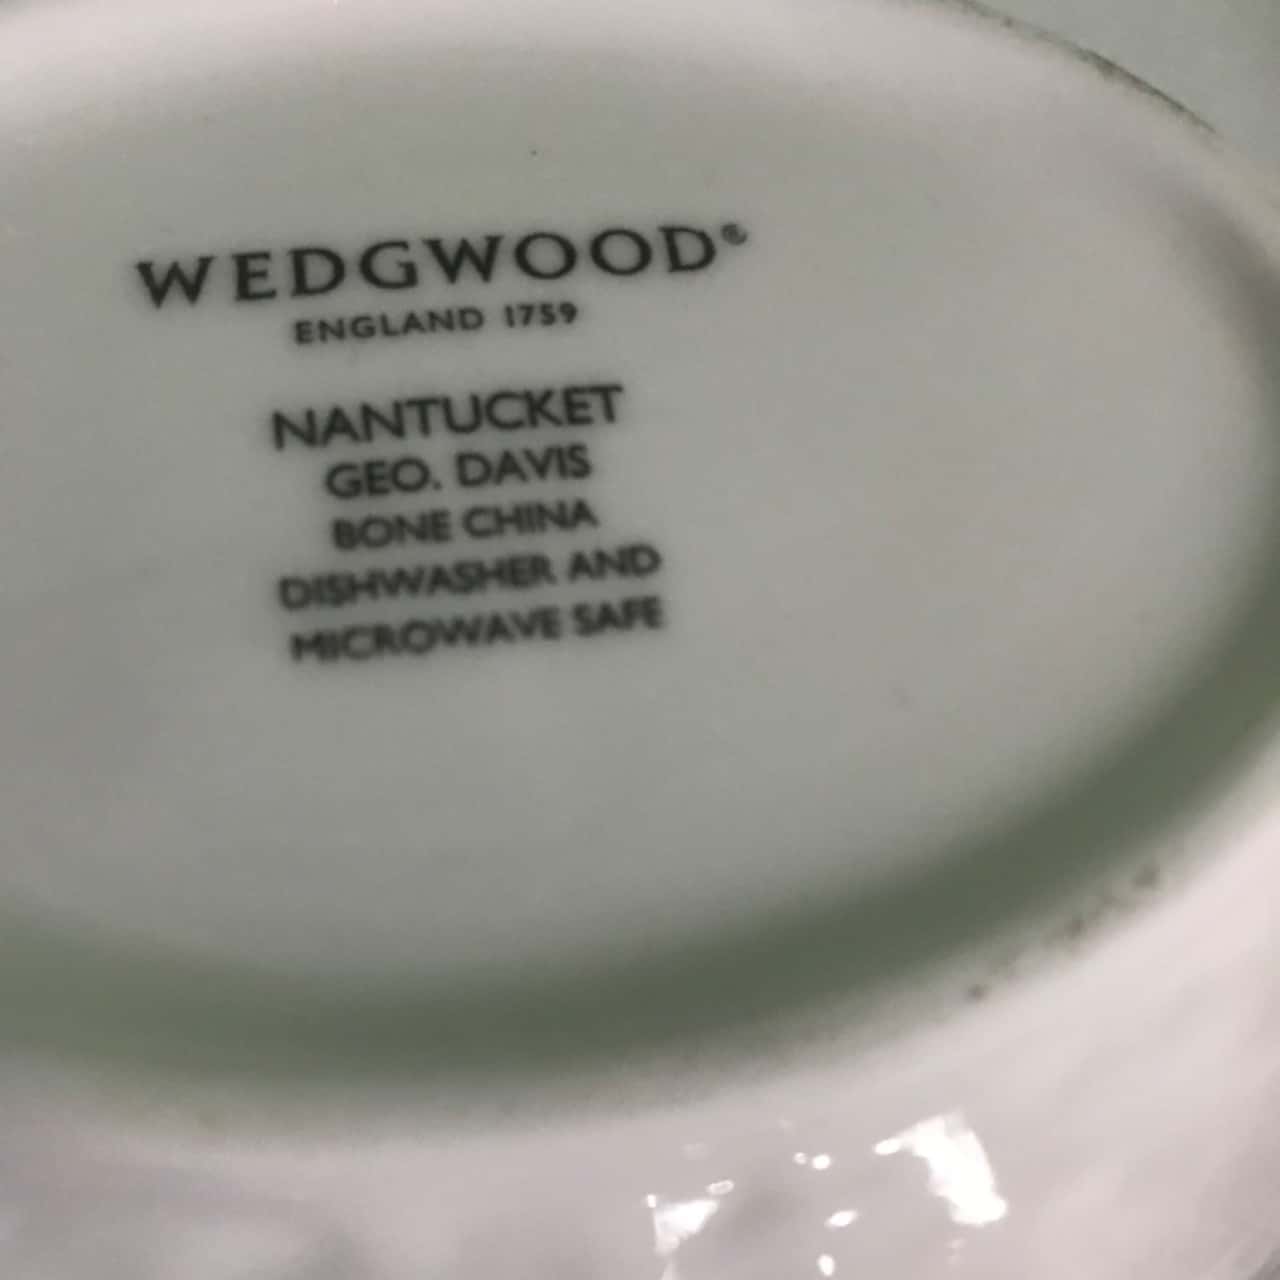 WEDGWOOD®
ENGLAND 1759
NANTUCKET
GEO. DAVIS
BONE CHINA
DISHWASHER AND
MICROWAVE SAFE